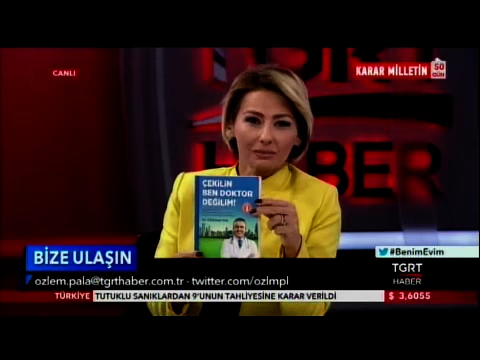 CANLI
KARAR MİLLETİN
50
GÜN
TGRT
HABER
ÇEKİLİN
BEN DOKTOR
DEĞİLİM!
BİZE ULAŞIN
#BenimEvim
ozlem.pala@tgrthaber.com.tr - twitter.com/ozlmpl
TGRT
HABER
TÜRKİYE TUTUKLU SANIKLARDAN 9'UNUN TAHLİYESİNE KARAR VERİLDİ $ 3,6055